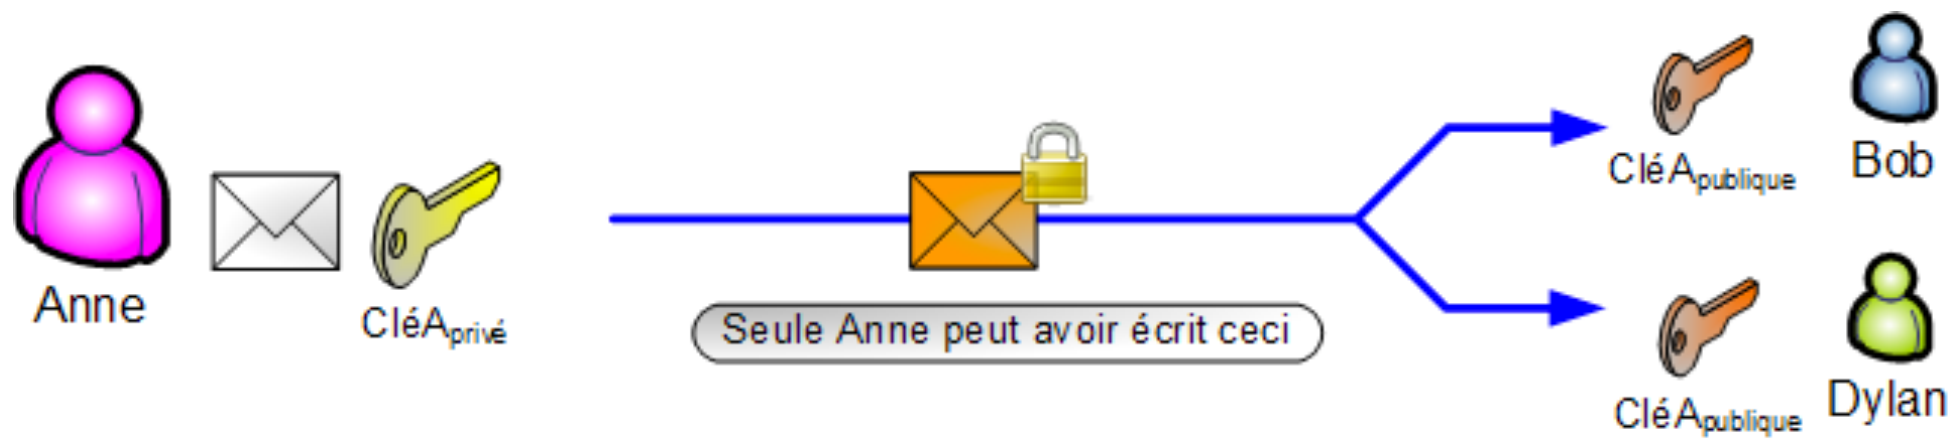 Anne
CléAprivé
Seule Anne peut avoir écrit ceci
CléApublique
Bob
CléApublique
Dylan